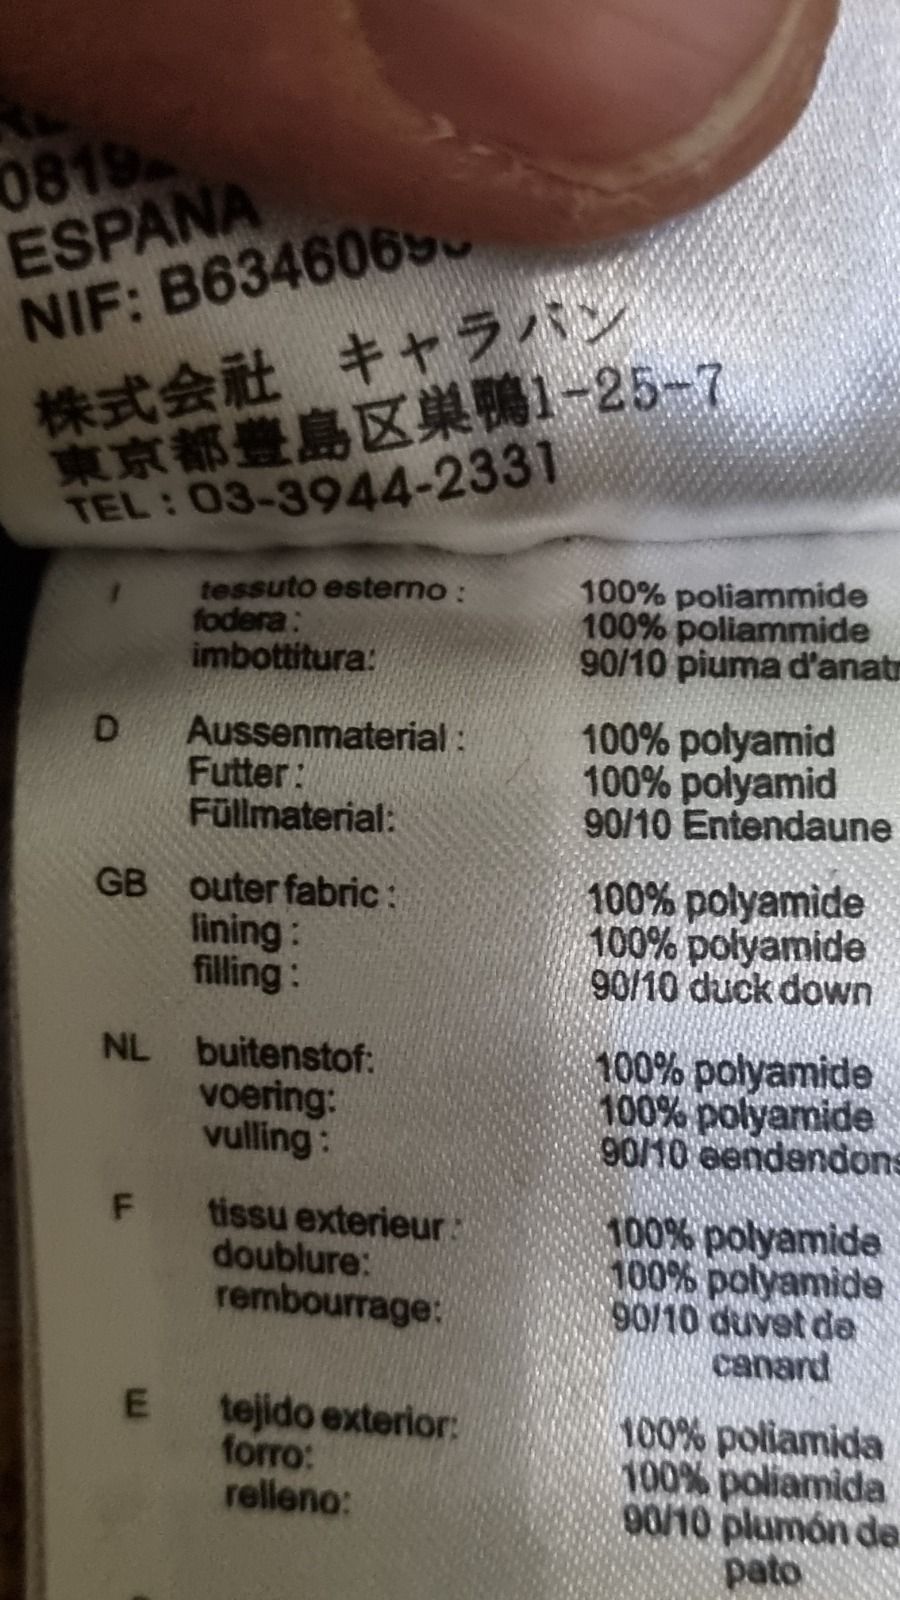 ESPANA
NIF: B63460695
株式会社 キャラバン
東京都豊島区巣鴨1-25-7
TEL : 03-3944-2331
I tessuto esterno : 100% poliammide
fodera : 100% poliammide
imbottitura: 90/10 piuma d'anatr
D Aussenmaterial : 100% polyamid
Futter : 100% polyamid
Füllmaterial: 90/10 Entendaune
GB outer fabric : 100% polyamide
lining : 100% polyamide
filling : 90/10 duck down
NL buitenstof: 100% polyamide
voering: 100% polyamide
vulling : 90/10 eendendons
F tissu exterieur : 100% polyamide
doublure: 100% polyamide
rembourrage: 90/10 duvet de
canard
E tejido exterior: 100% poliamida
forro: 100% poliamida
relleno: 90/10 plumón de
pato